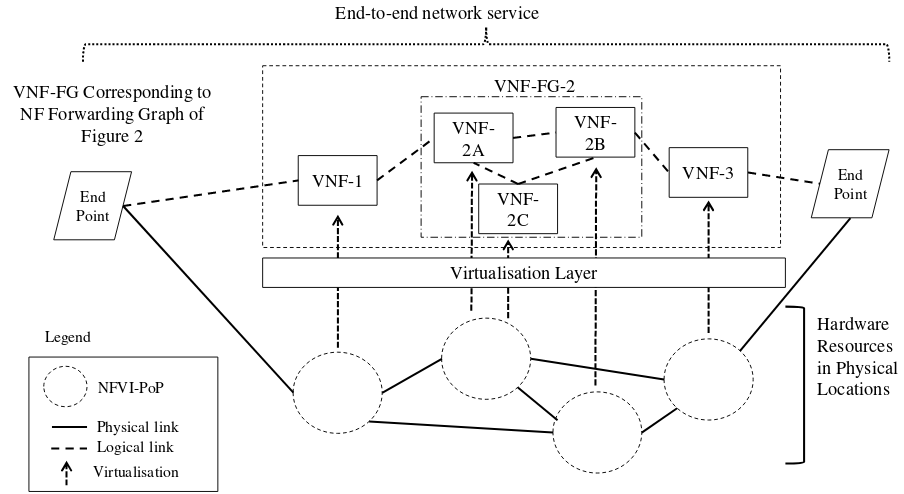 End-to-end network service
VNF-FG Corresponding to
NF Forwarding Graph of
Figure 2
VNF-FG-2
VNF-
2A
VNF-
2B
VNF-1
VNF-
2C
VNF-3
End
Point
End
Point
Virtualisation Layer
Hardware
Resources
in Physical
Locations
Legend
NFVI-PoP
Physical link
Logical link
Virtualisation